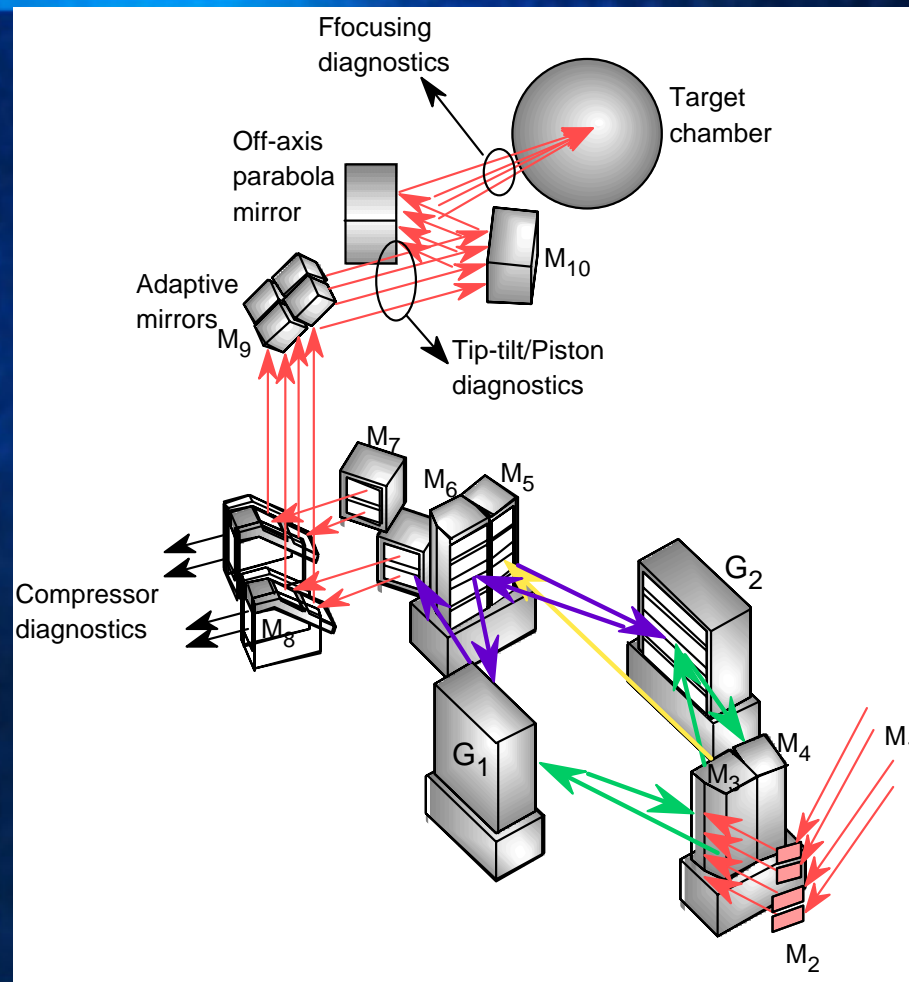 Ffocusing
diagnostics
Target
chamber
Off-axis
parabola
mirror
M10
Adaptive
mirrors
M9
Tip-tilt/Piston
diagnostics
M7
M6
M5
G2
Compressor
diagnostics
M8
G1
M4
M3
M
M2